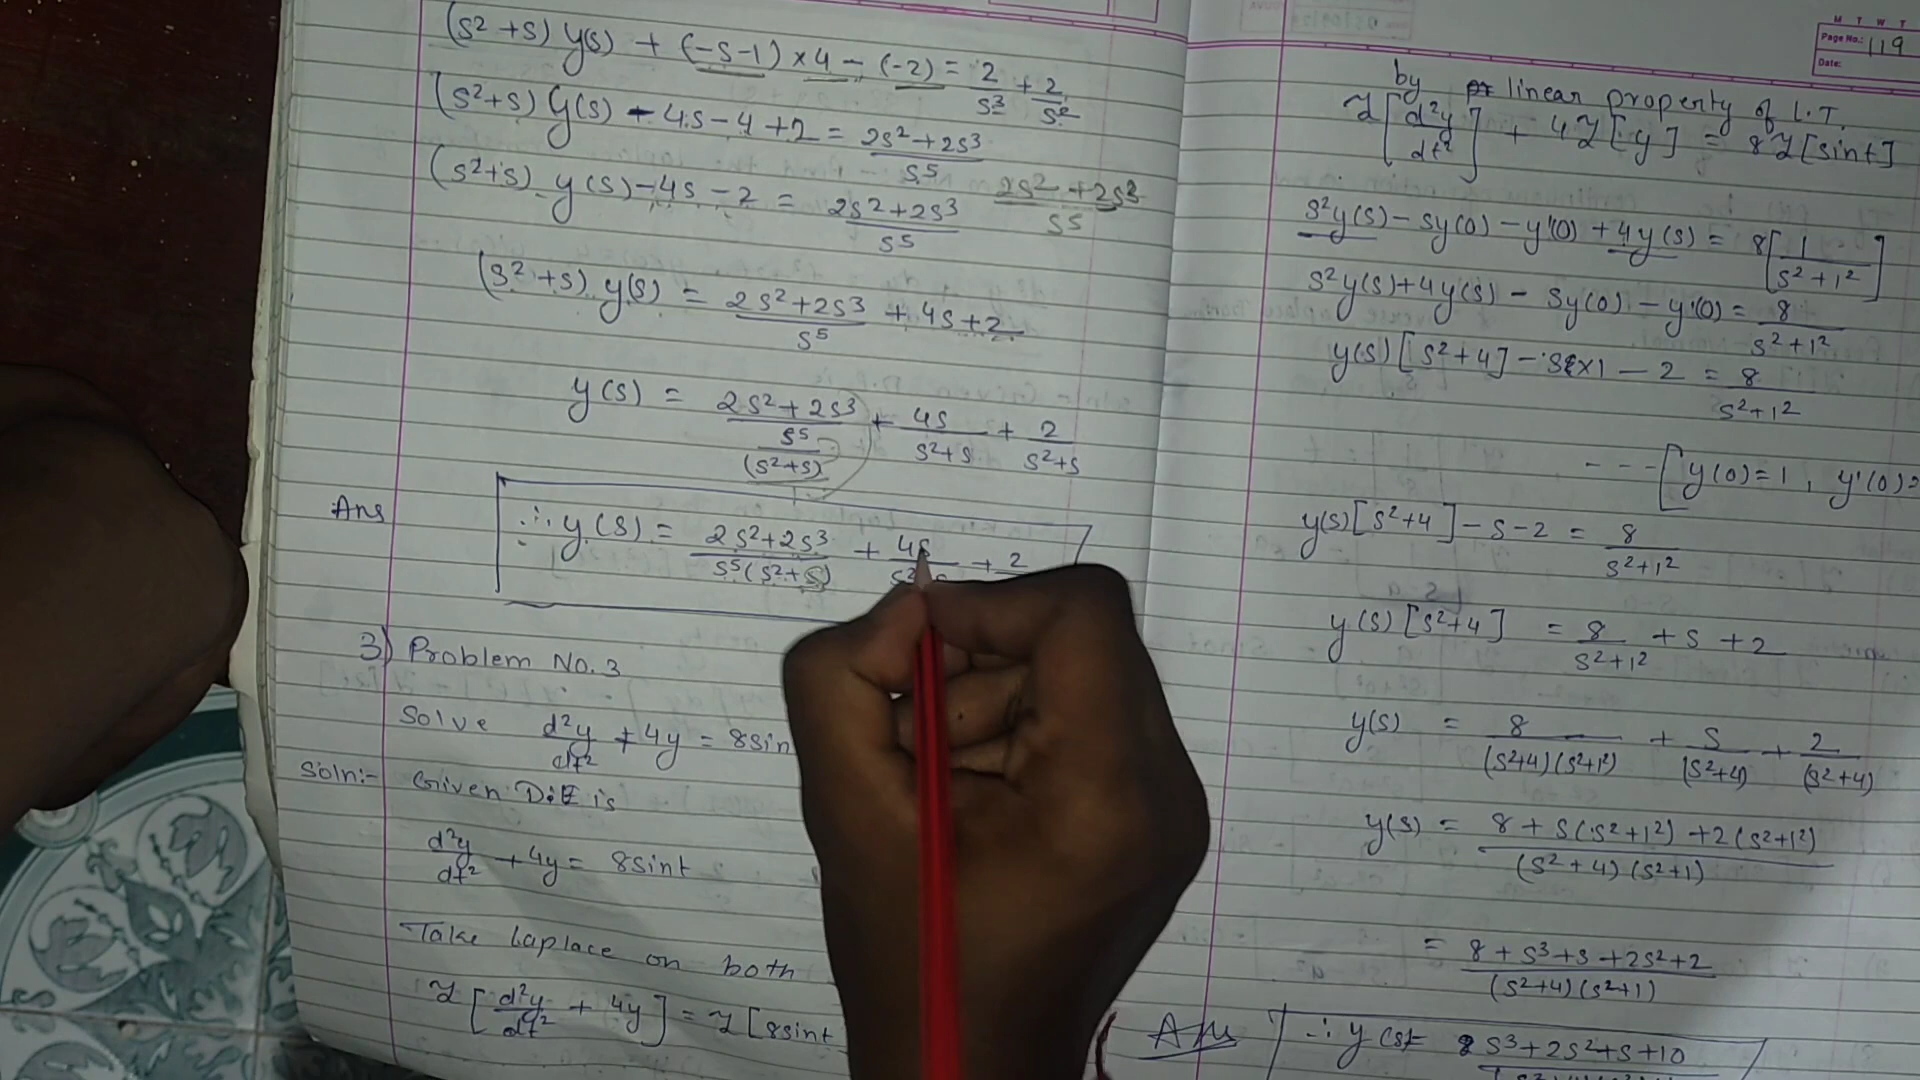 (s² + s) y(s) + (-s-1) × 4 - (-2) = 2/s³ + 2/s²
(s²+s) y(s) - 4s - 4 + 2 = (2s²+2s³)/s⁵
(s²+s) y(s) - 4s - 2 = (2s²+2s³)/s⁵ (2s²+2s³)/s⁵
(s²+s) y(s) = (2s²+2s³)/s⁵ + 4s+2
y(s) = (2s²+2s³)/s⁵/(s²+s) + 4s/(s²+s) + 2/(s²+s)
Ans
∴ y(s) = (2s²+2s³)/(s⁵(s²+s)) + 4s + 2
3) Problem No. 3
Solve d²y/dt² + 4y = 8sin
Soln:- Given D.E is
d²y/dt² + 4y = 8sint
Take Laplace on both
ℒ[d²y/dt² + 4y] = ℒ[8sint
M T W T
Page No.: 119
Date:
by linear property of L.T.
ℒ[d²y/dt²] + 4ℒ[y] = 8ℒ[sint]
s²y(s) - sy(0) - y'(0) + 4y(s) = 8[1/(s²+1²)]
s²y(s) + 4y(s) - sy(0) - y'(0) = 8/(s²+1²)
y(s)[s²+4] - s×1 - 2 = 8/(s²+1²)
---[y(0)=1, y'(0)=
y(s)[s²+4] - s - 2 = 8/(s²+1²)
y(s)[s²+4] = 8/(s²+1²) + s + 2
y(s) = 8/((s²+4)(s²+1²)) + s/(s²+4) + 2/(s²+4)
y(s) = (8 + s(s²+1²) + 2(s²+1²))/((s²+4)(s²+1))
= (8 + s³+s+2s²+2)/((s²+4)(s²+1))
Ans ∴ y(s) = s³+2s²+s+10